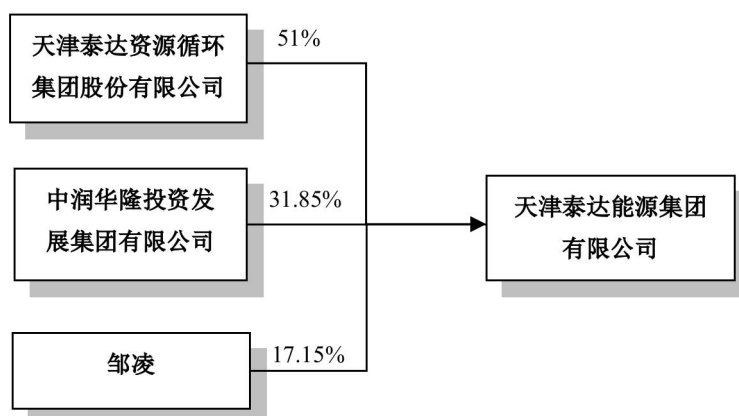 天津泰达资源循环
集团股份有限公司
51%
中润华隆投资发
展集团有限公司
31.85%
天津泰达能源集团
有限公司
邹凌
17.15%